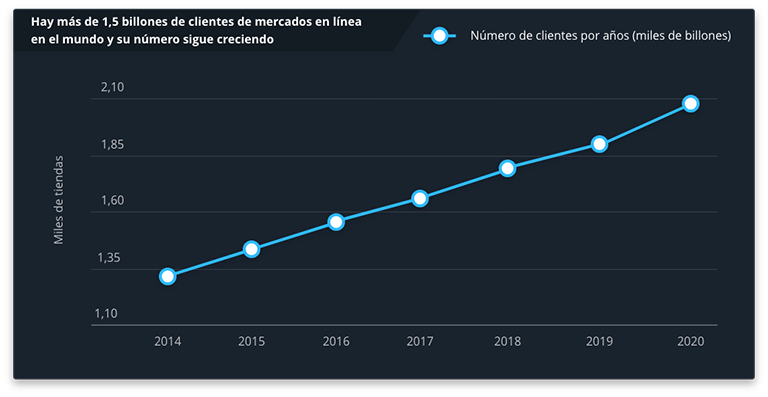 Hay más de 1,5 billones de clientes de mercados en línea
en el mundo y su número sigue creciendo
Número de clientes por años (miles de billones)
Miles de tiendas
2,10
1,85
1,60
1,35
1,10
2014 2015 2016 2017 2018 2019 2020